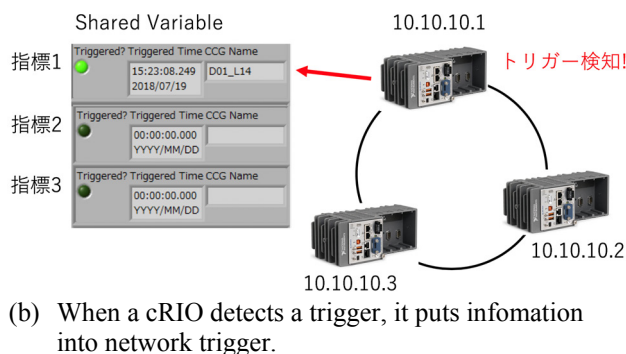 Shared Variable
10.10.10.1
指標1
Triggered? Triggered Time CCG Name
15:23:08.249
2018/07/19
D01_L14
トリガー検知!
指標2
Triggered? Triggered Time CCG Name
00:00:00.000
YYYY/MM/DD
指標3
Triggered? Triggered Time CCG Name
00:00:00.000
YYYY/MM/DD
10.10.10.2
10.10.10.3
(b) When a cRIO detects a trigger, it puts infomation
into network trigger.